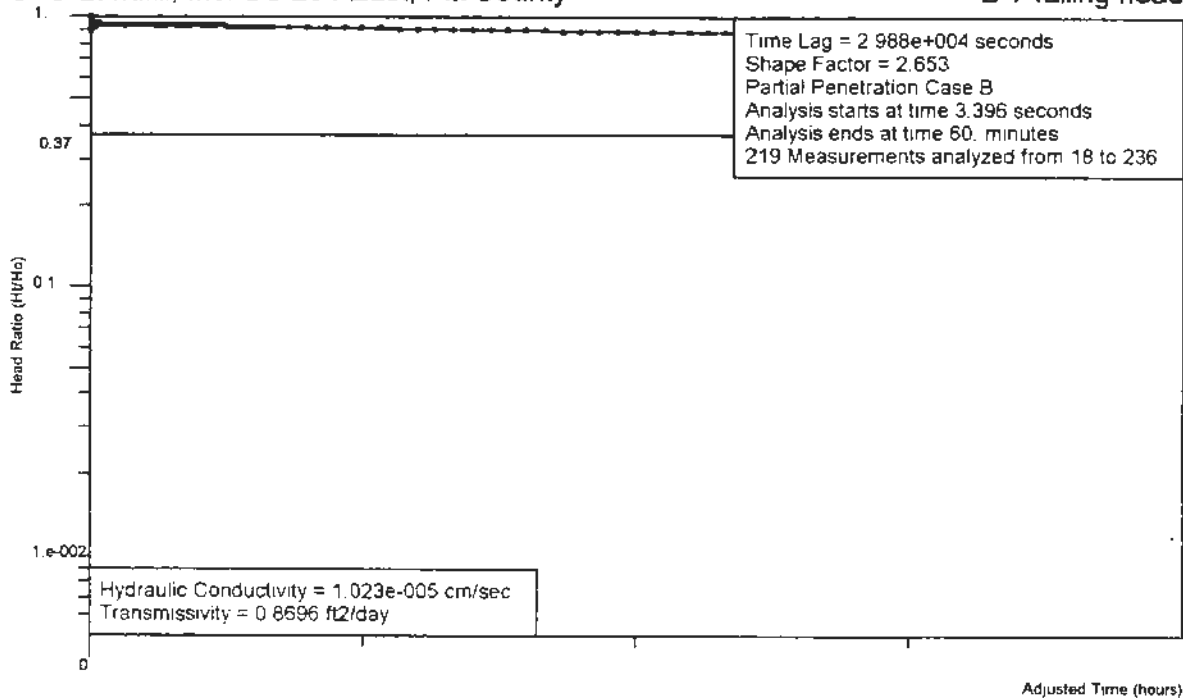 1.
Time Lag = 2 988e+004 seconds
Shape Factor = 2.653
Partial Penetration Case B
Analysis starts at time 3.396 seconds
Analysis ends at time 60. minutes
219 Measurements analyzed from 18 to 236
0.37
0.1
Head Ratio (Ht/Ho)
1.e-002
Hydraulic Conductivity = 1.023e-005 cm/sec
Transmissivity = 0 8696 ft2/day
0
Adjusted Time (hours)